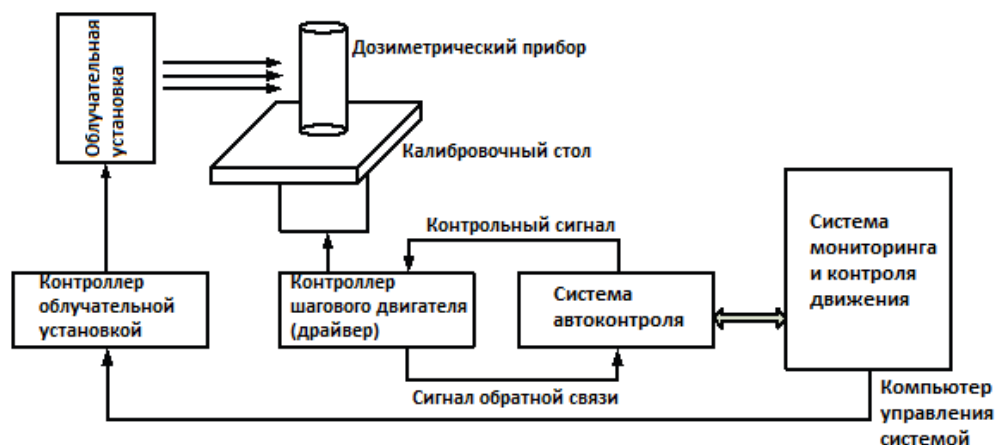 Облучательная
установка
Дозиметрический прибор
Калибровочный стол
Контрольный сигнал
Система
мониторинга
и контроля
движения
Контроллер
облучательной
установкой
Контроллер
шагового двигателя
(драйвер)
Система
автоконтроля
Сигнал обратной связи
Компьютер
управления
системой